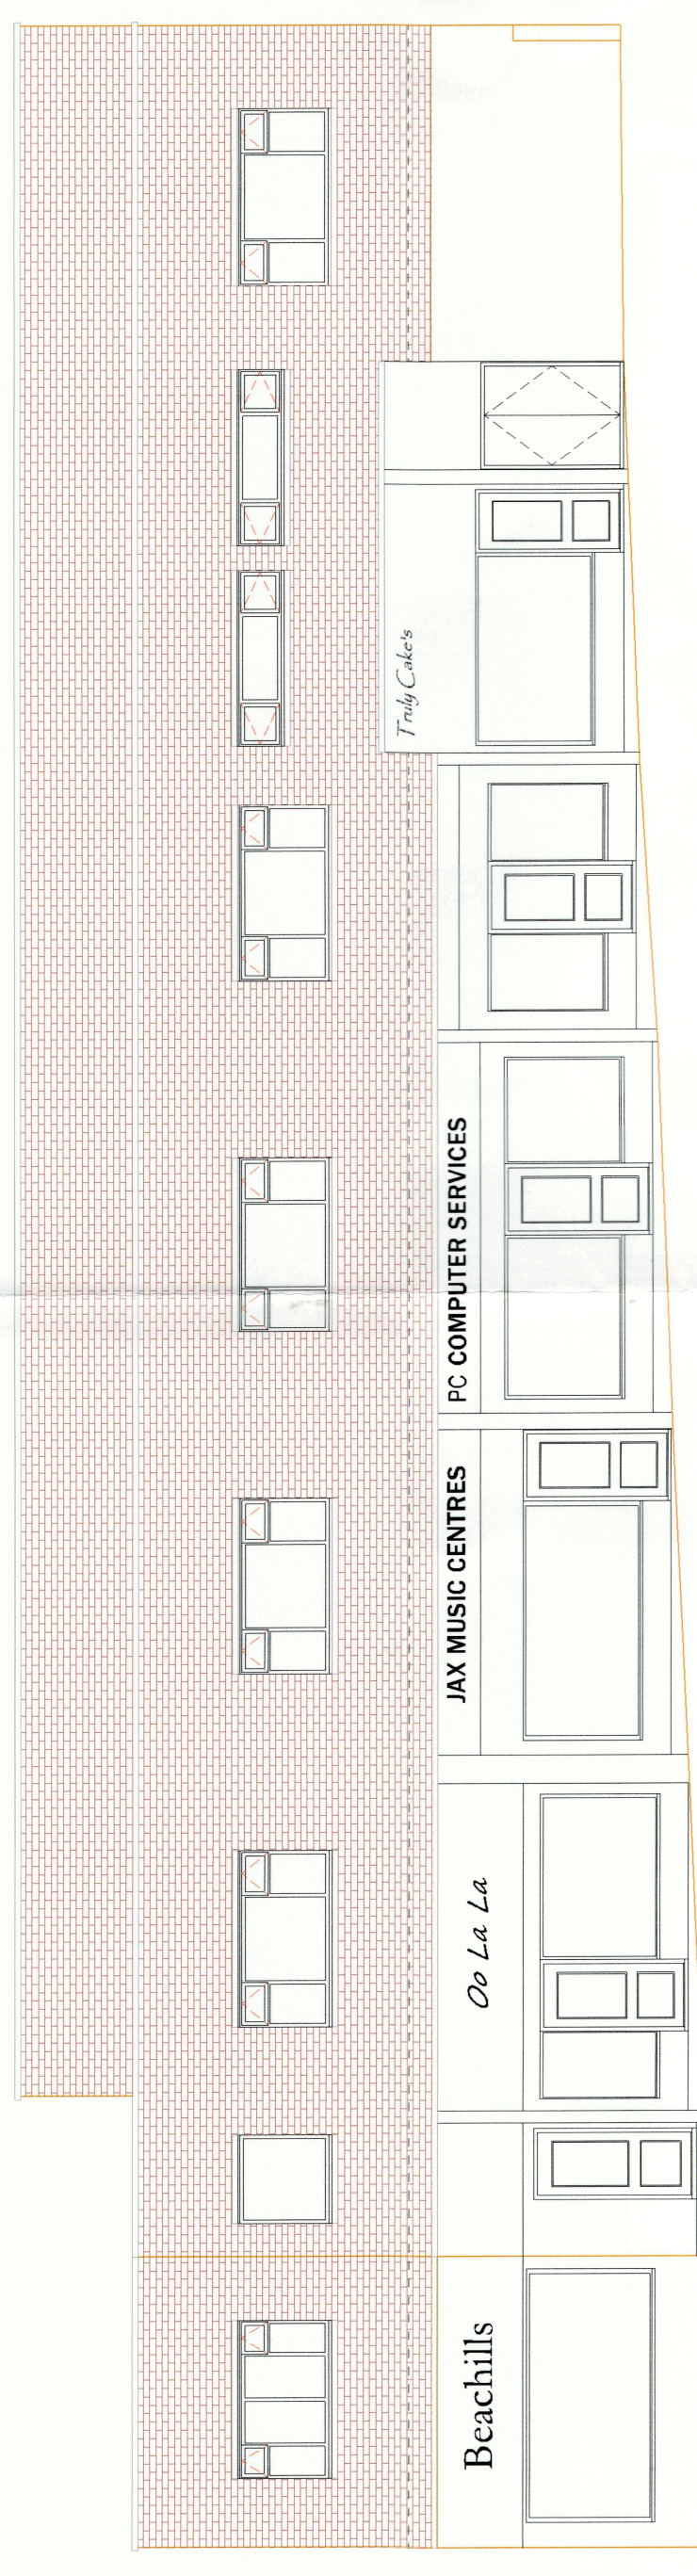 Beachills
Oo La La
JAX MUSIC CENTRES
PC COMPUTER SERVICES
Truly Cake's